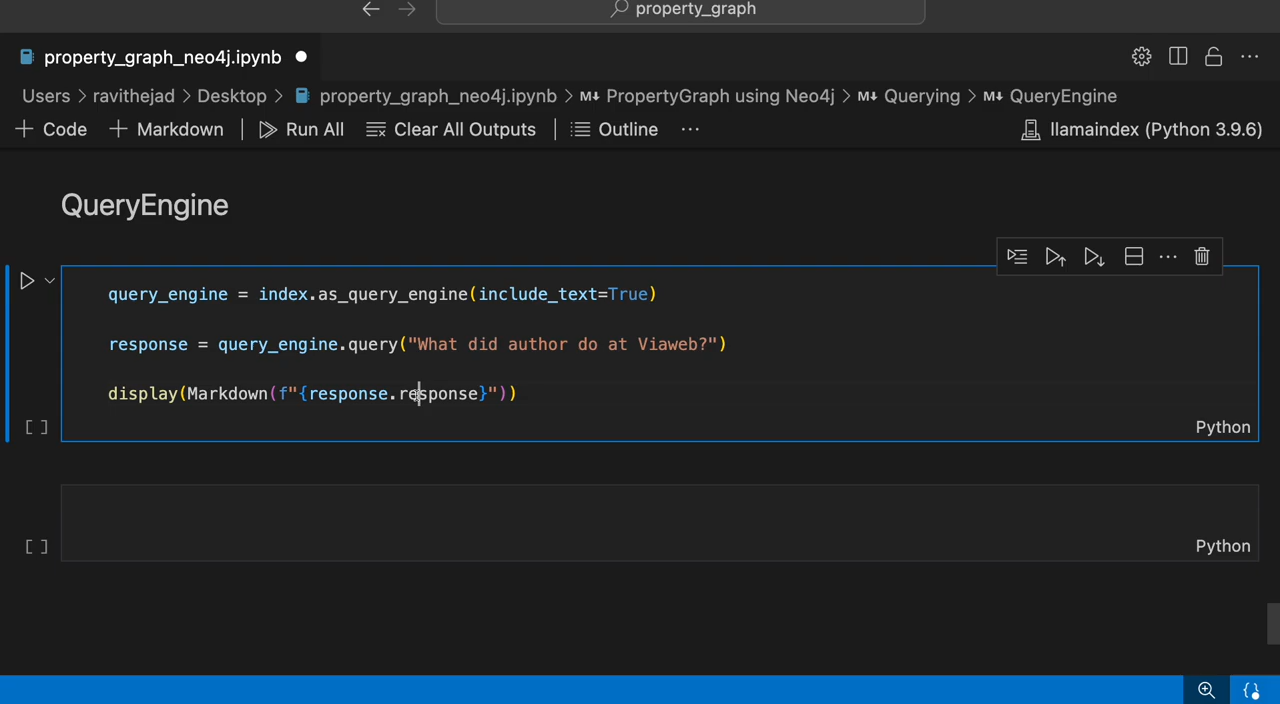 property_graph
property_graph_neo4j.ipynb
Users > ravithejad > Desktop > property_graph_neo4j.ipynb > M↓ PropertyGraph using Neo4j > M↓ Querying > M↓ QueryEngine
+ Code + Markdown | Run All Clear All Outputs | Outline ... llamaindex (Python 3.9.6)
QueryEngine
query_engine = index.as_query_engine(include_text=True)
response = query_engine.query("What did author do at Viaweb?")
display(Markdown(f"{response.response}"))
[ ] Python
[ ] Python